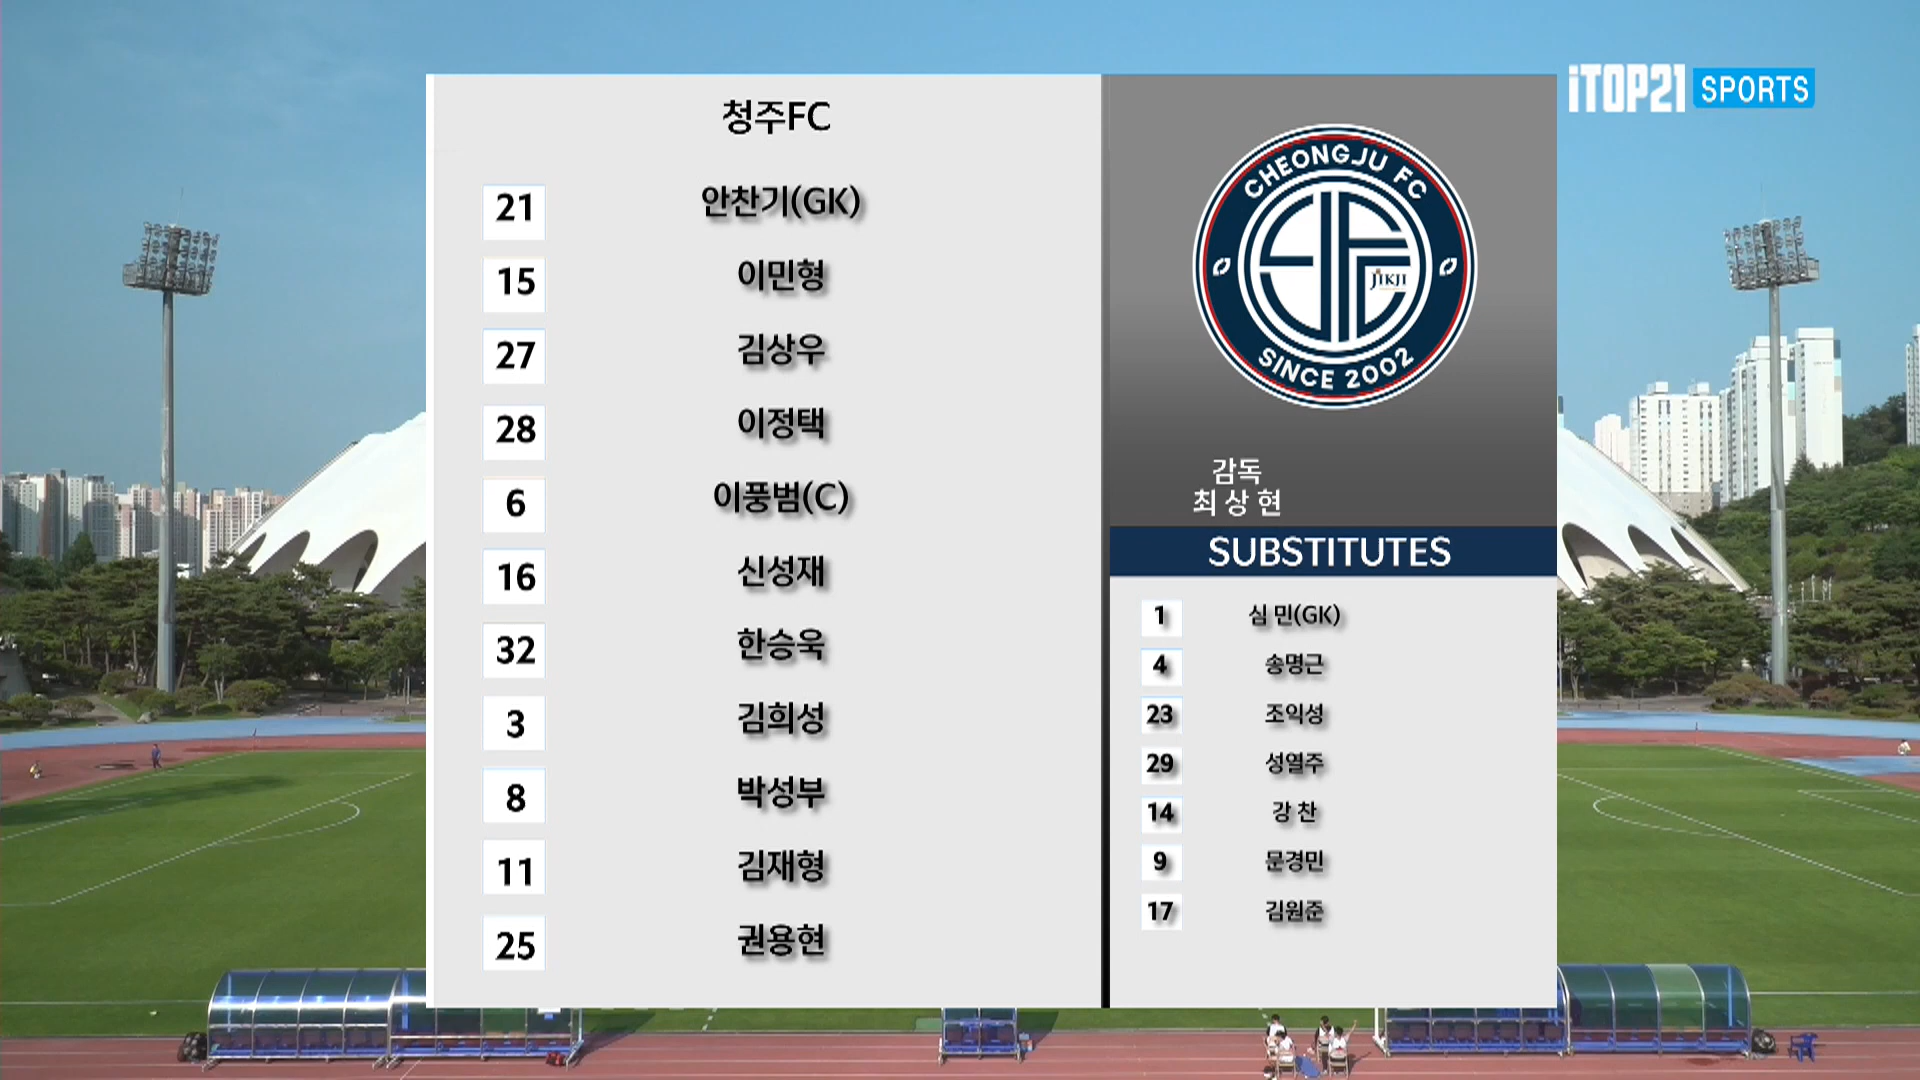 iTOP21 SPORTS
청주FC
21 안찬기(GK)
15 이민형
27 김상우
28 이정택
6 이풍범(C)
16 신성재
32 한승욱
3 김희성
8 박성부
11 김재형
25 권용현
CHEONGJU FC
JIKJI
SINCE 2002
감독
최 상 현
SUBSTITUTES
1 심 민(GK)
4 송명근
23 조익성
29 성열주
14 강 찬
9 문경민
17 김원준